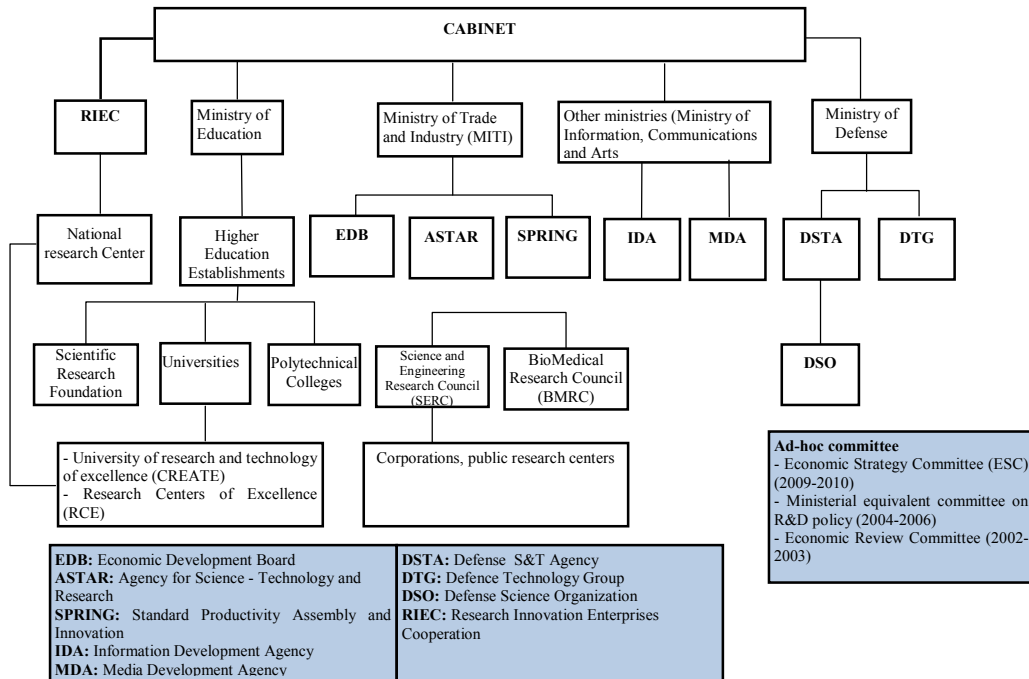 CABINET
RIEC
Ministry of
Education
Ministry of Trade
and Industry (MITI)
Other ministries (Ministry of
Information, Communications
and Arts
Ministry of
Defense
National
research Center
Higher
Education
Establishments
EDB
ASTAR
SPRING
IDA
MDA
DSTA
DTG
Scientific
Research
Foundation
Universities
Polytechnical
Colleges
Science and
Engineering
Research Council
(SERC)
BioMedical
Research Council
(BMRC)
DSO
- University of research and technology
of excellence (CREATE)
- Research Centers of Excellence
(RCE)
Corporations, public research centers
Ad-hoc committee
- Economic Strategy Committee (ESC)
(2009-2010)
- Ministerial equivalent committee on
R&D policy (2004-2006)
- Economic Review Committee (2002-
2003)
EDB: Economic Development Board
ASTAR: Agency for Science - Technology and
Research
SPRING: Standard Productivity Assembly and
Innovation
IDA: Information Development Agency
MDA: Media Development Agency
DSTA: Defense S&T Agency
DTG: Defence Technology Group
DSO: Defense Science Organization
RIEC: Research Innovation Enterprises
Cooperation